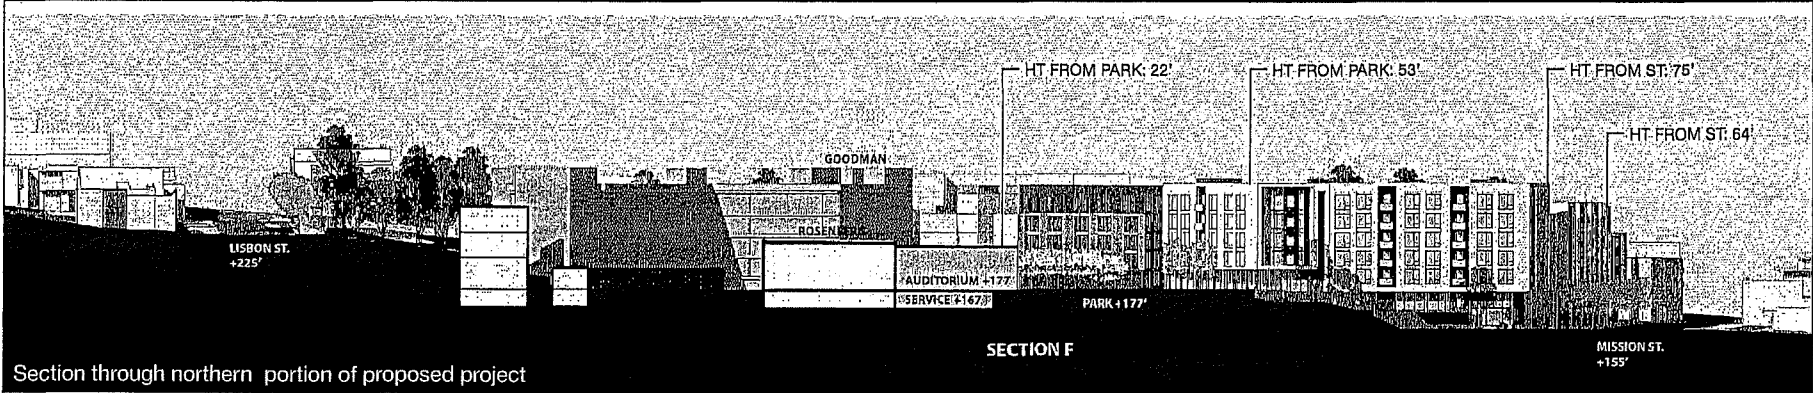 HT FROM PARK: 22'
HT FROM PARK: 53'
HT FROM ST: 75'
HT FROM ST: 64'
GOODMAN
ROSENBERG
LISBON ST.
+225'
AUDITORIUM +177'
SERVICE +167'
PARK +177'
SECTION F
MISSION ST.
+155'
Section through northern portion of proposed project